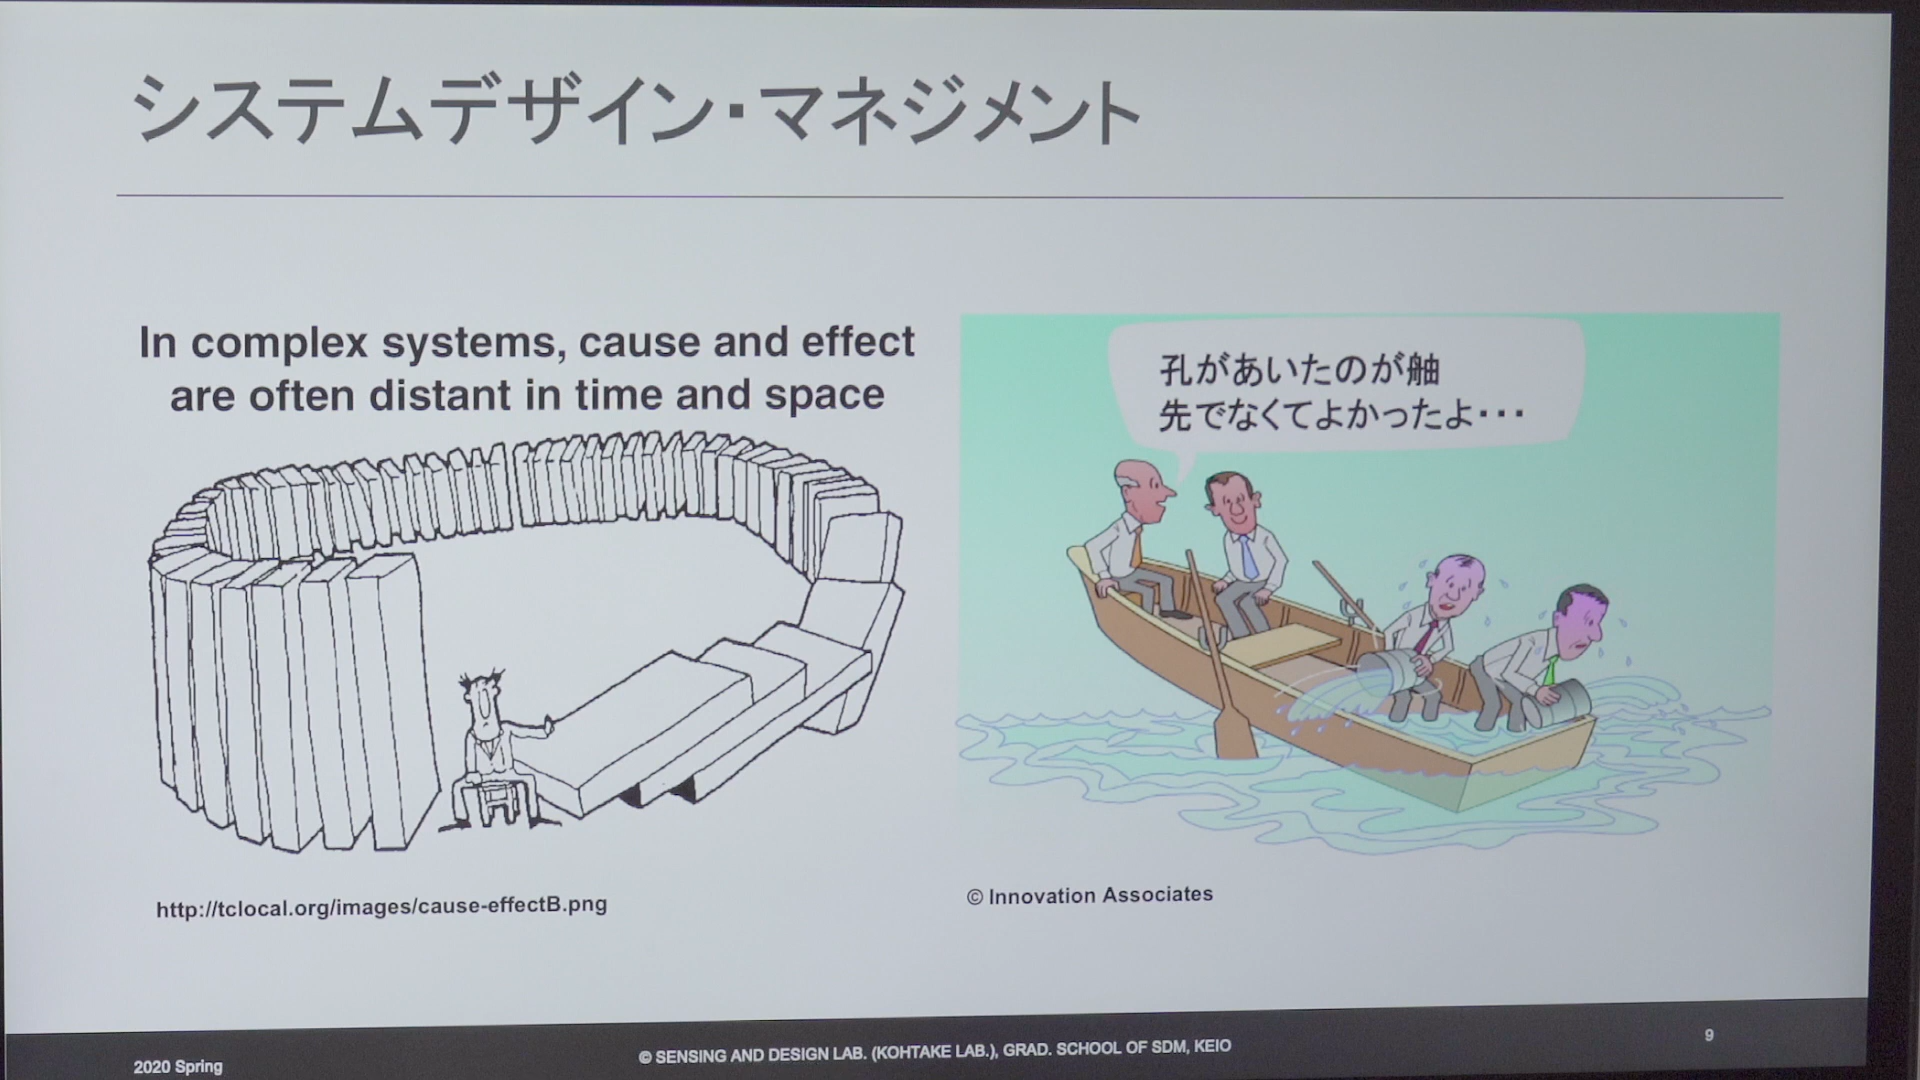 システムデザイン・マネジメント
In complex systems, cause and effect
are often distant in time and space
孔があいたのが舳
先でなくてよかったよ・・・
http://tclocal.org/images/cause-effectB.png
© Innovation Associates
2020 Spring
© SENSING AND DESIGN LAB. (KOHTAKE LAB.), GRAD. SCHOOL OF SDM, KEIO
9